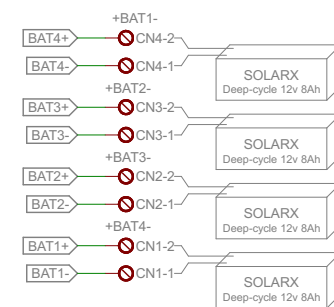 +BAT1-
BAT4+ CN4-2
BAT4- CN4-1
SOLARX
Deep-cycle 12v 8Ah
+BAT2-
BAT3+ CN3-2
BAT3- CN3-1
SOLARX
Deep-cycle 12v 8Ah
+BAT3-
BAT2+ CN2-2
BAT2- CN2-1
SOLARX
Deep-cycle 12v 8Ah
+BAT4-
BAT1+ CN1-2
BAT1- CN1-1
SOLARX
Deep-cycle 12v 8Ah